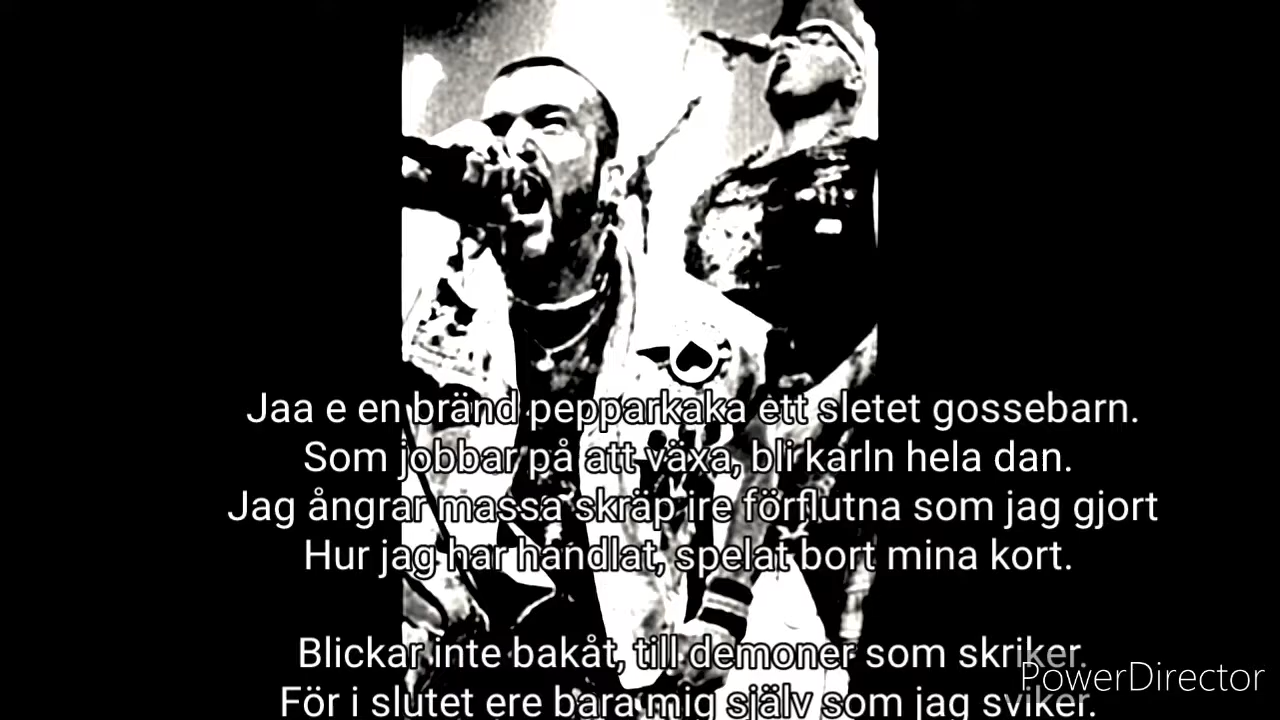 Jaa e en bränd pepparkaka ett sletet gossebarn.
Som jobbar på att växa, bli karln hela dan.
Jag ångrar massa skräp ire förflutna som jag gjort
Hur jag har handlat, spelat bort mina kort.
Blickar inte bakåt, till demoner som skriker.
För i slutet ere bara mig själv som jag sviker.
PowerDirector